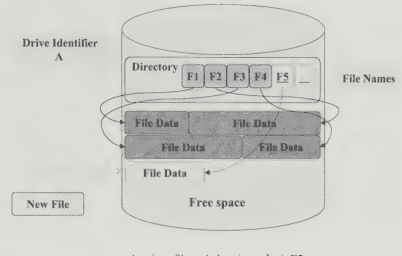 Drive Identifier
A
Directory
F1 F2 F3 F4 F5
File Names
File Data File Data
File Data File Data
File Data
New File
Free space
F5